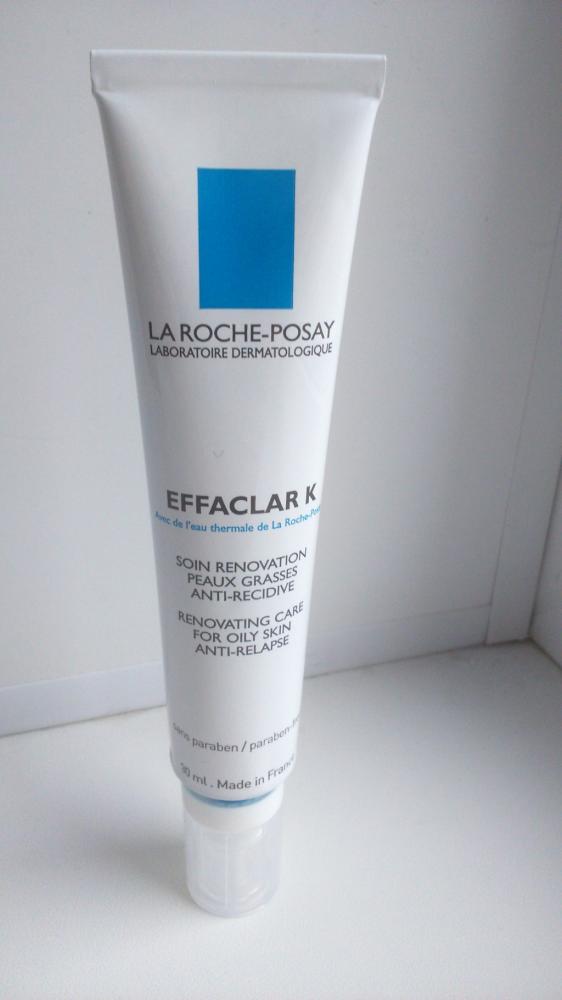 LA ROCHE-POSAY
LABORATOIRE DERMATOLOGIQUE
EFFACLAR K
Avec de l'eau thermale de La Roche-Posay
SOIN RENOVATION
PEAUX GRASSES
ANTI-RECIDIVE
RENOVATING CARE
FOR OILY SKIN
ANTI-RELAPSE
sans paraben / paraben-
30 ml . Made in France